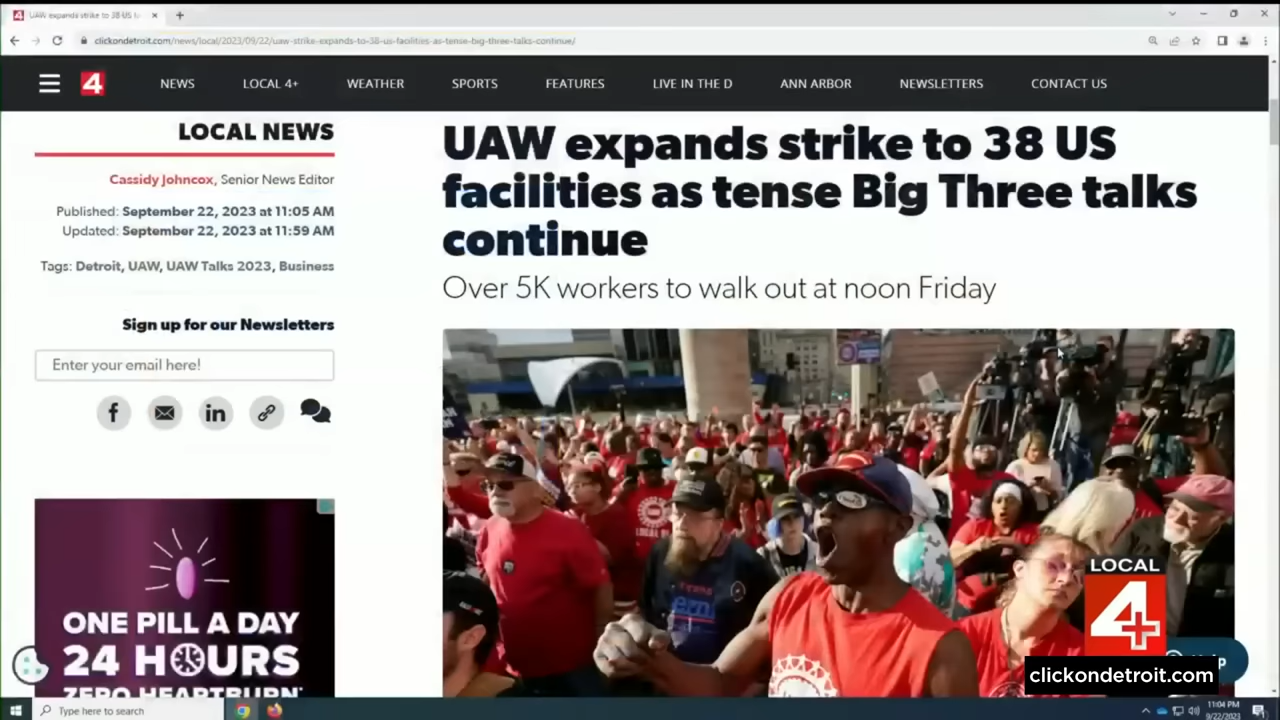 UAW expands strike to 38 US f
clickondetroit.com/news/local/2023/09/22/uaw-strike-expands-to-38-us-facilities-as-tense-big-three-talks-continue/
4
NEWS
LOCAL 4+
WEATHER
SPORTS
FEATURES
LIVE IN THE D
ANN ARBOR
NEWSLETTERS
CONTACT US
LOCAL NEWS
Cassidy Johncox, Senior News Editor
Published: September 22, 2023 at 11:05 AM
Updated: September 22, 2023 at 11:59 AM
Tags: Detroit, UAW, UAW Talks 2023, Business
Sign up for our Newsletters
Enter your email here!
ONE PILL A DAY
24 HOURS
ZERO HEARTBURN*
UAW expands strike to 38 US
facilities as tense Big Three talks
continue
Over 5K workers to walk out at noon Friday
LOCAL
4+
clickondetroit.com
Type here to search
11:04 PM
9/22/2023